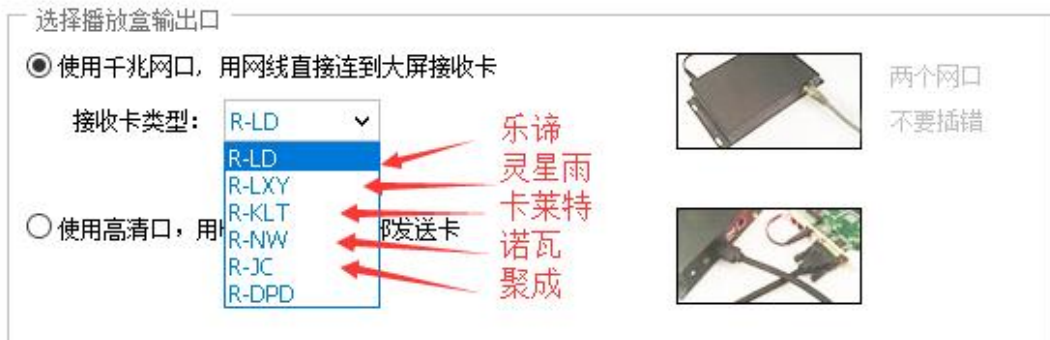 选择播放盒输出口
使用千兆网口，用网线直接连到大屏接收卡
两个网口
不要插错
接收卡类型：
R-LD
R-LD
R-LXY
R-KLT
R-NW
R-JC
R-DPD
乐谛
灵星雨
卡莱特
诺瓦
聚成
使用高清口，用
发送卡